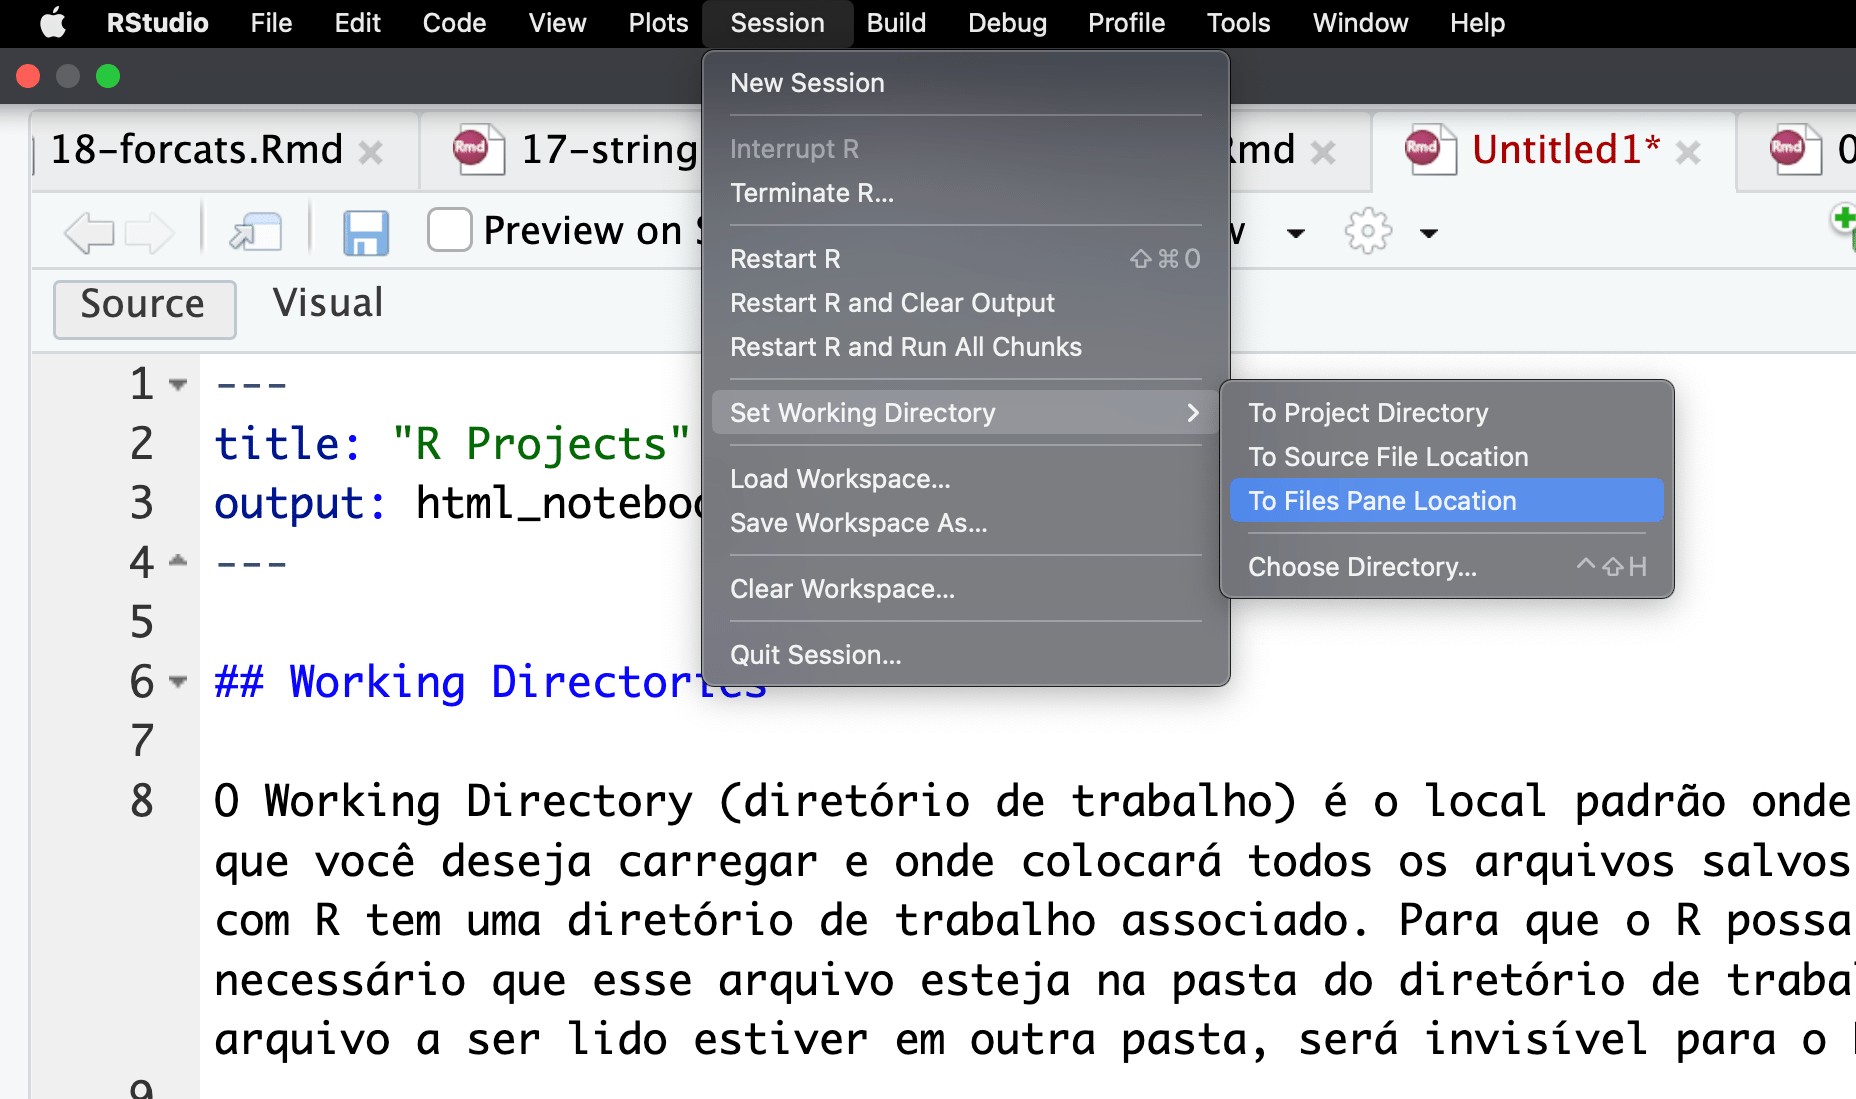 RStudio File Edit Code View Plots Session Build Debug Profile Tools Window Help
New Session
18-forcats.Rmd Rmd 17-string Rmd Untitled1* Rmd
Interrupt R
Terminate R...
Preview on
Restart R ⇧⌘0
Source Visual
Restart R and Clear Output
Restart R and Run All Chunks
1 ---
Set Working Directory
To Project Directory
2 title: "R Projects"
To Source File Location
Load Workspace...
3 output:
To Files Pane Location
Save Workspace As...
4 ---
Choose Directory... ^⇧H
Clear Workspace...
5
Quit Session...
6 ## Working Directories
7
8 O Working Directory (diretório de trabalho) é o local padrão onde
que você deseja carregar e onde colocará todos os arquivos salvos
com R tem uma diretório de trabalho associado. Para que o R possa
necessário que esse arquivo esteja na pasta do diretório de
arquivo a ser lido estiver em outra pasta, será invisível para o
9